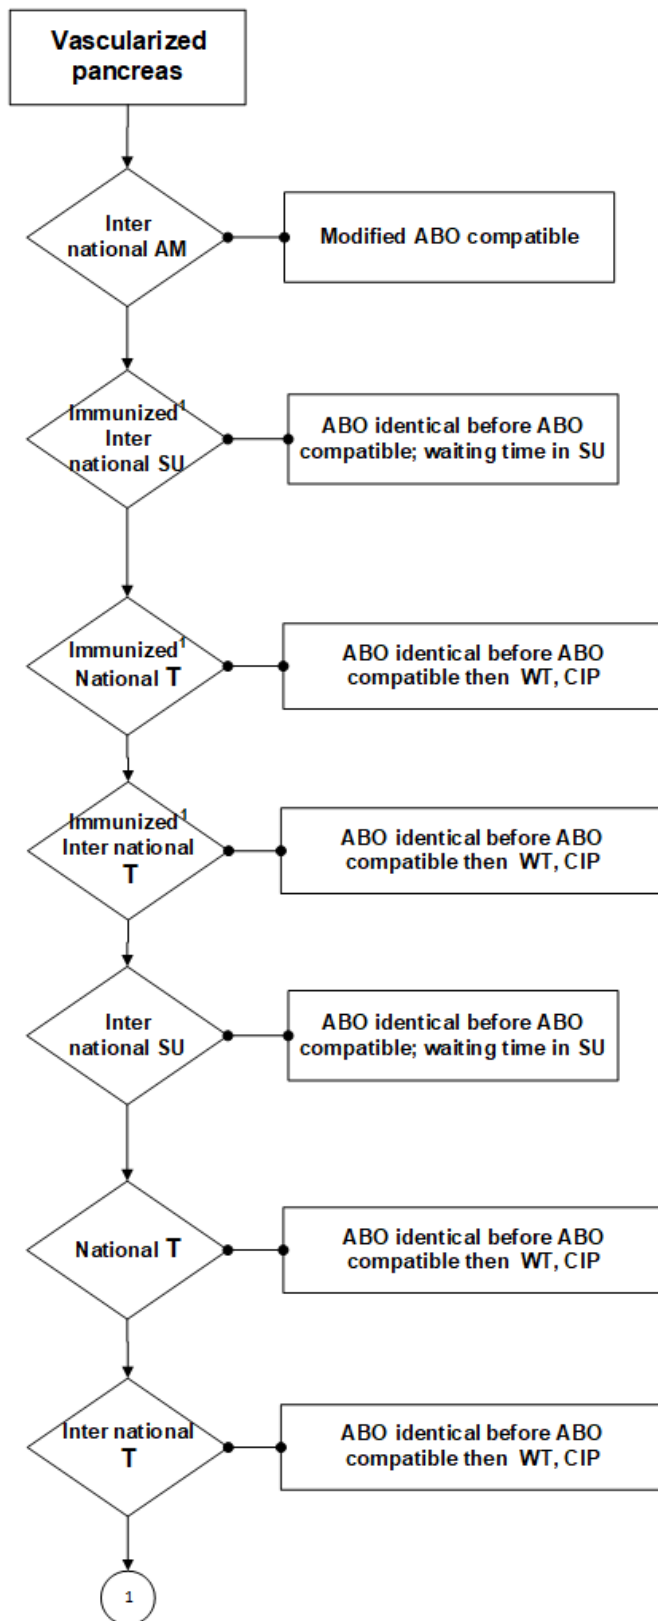 Vascularized
pancreas
Inter
national AM
Modified ABO compatible
Immunized¹
Inter
national SU
ABO identical before ABO
compatible; waiting time in SU
Immunized¹
National T
ABO identical before ABO
compatible then WT, CIP
Immunized¹
Inter national
T
ABO identical before ABO
compatible then WT, CIP
Inter
national SU
ABO identical before ABO
compatible; waiting time in SU
National T
ABO identical before ABO
compatible then WT, CIP
Inter national
T
ABO identical before ABO
compatible then WT, CIP
1